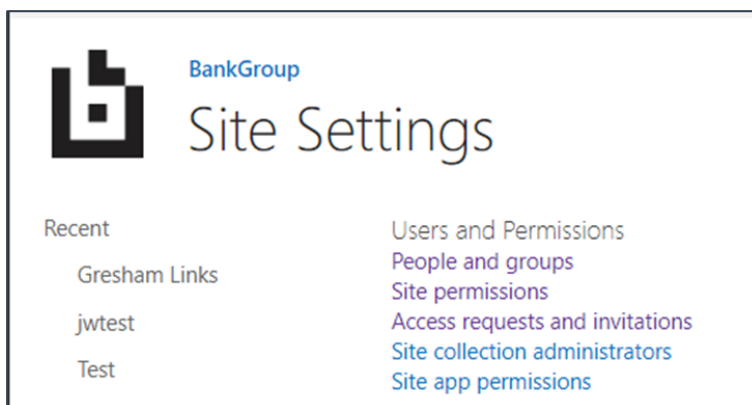 BankGroup
Site Settings
Recent
Gresham Links
jwtest
Test
Users and Permissions
People and groups
Site permissions
Access requests and invitations
Site collection administrators
Site app permissions